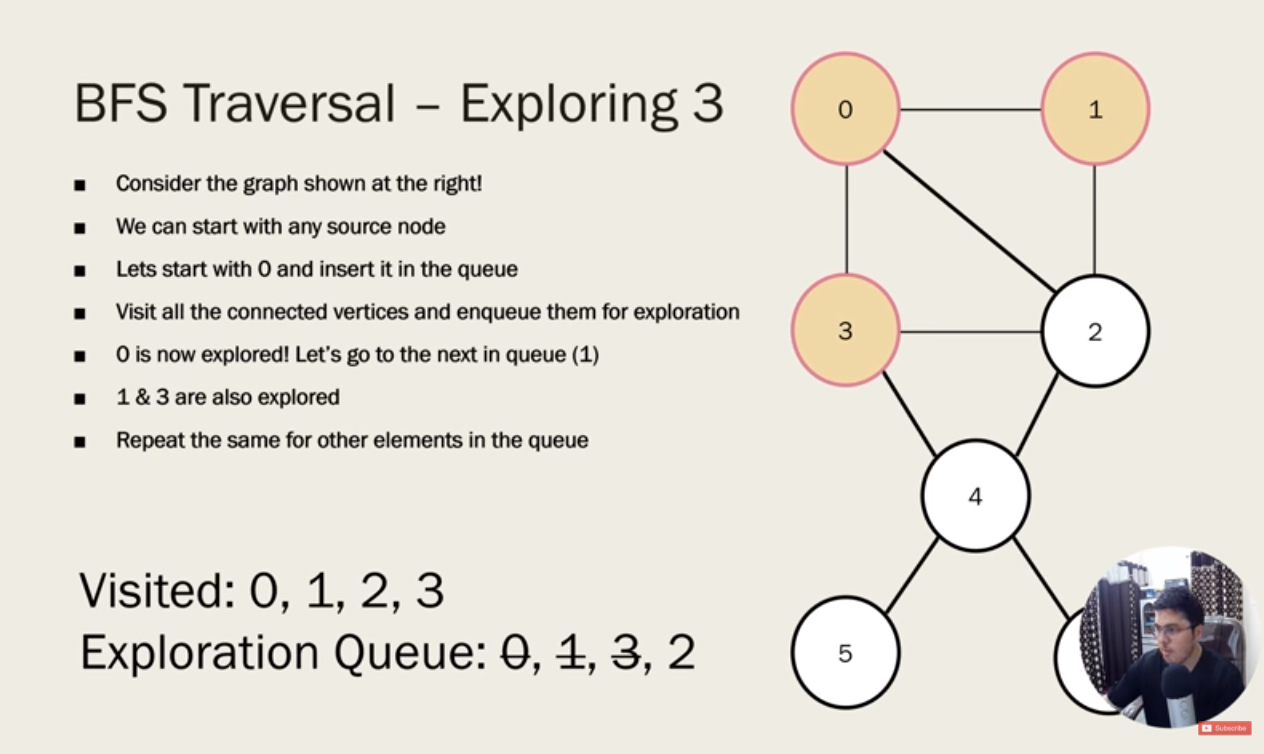 BFS Traversal – Exploring 3
■ Consider the graph shown at the right!
■ We can start with any source node
■ Lets start with 0 and insert it in the queue
■ Visit all the connected vertices and enqueue them for exploration
■ 0 is now explored! Let's go to the next in queue (1)
■ 1 & 3 are also explored
■ Repeat the same for other elements in the queue
Visited: 0, 1, 2, 3
Exploration Queue: 0, 1, 3, 2
0
1
3
2
4
5
Subscribe